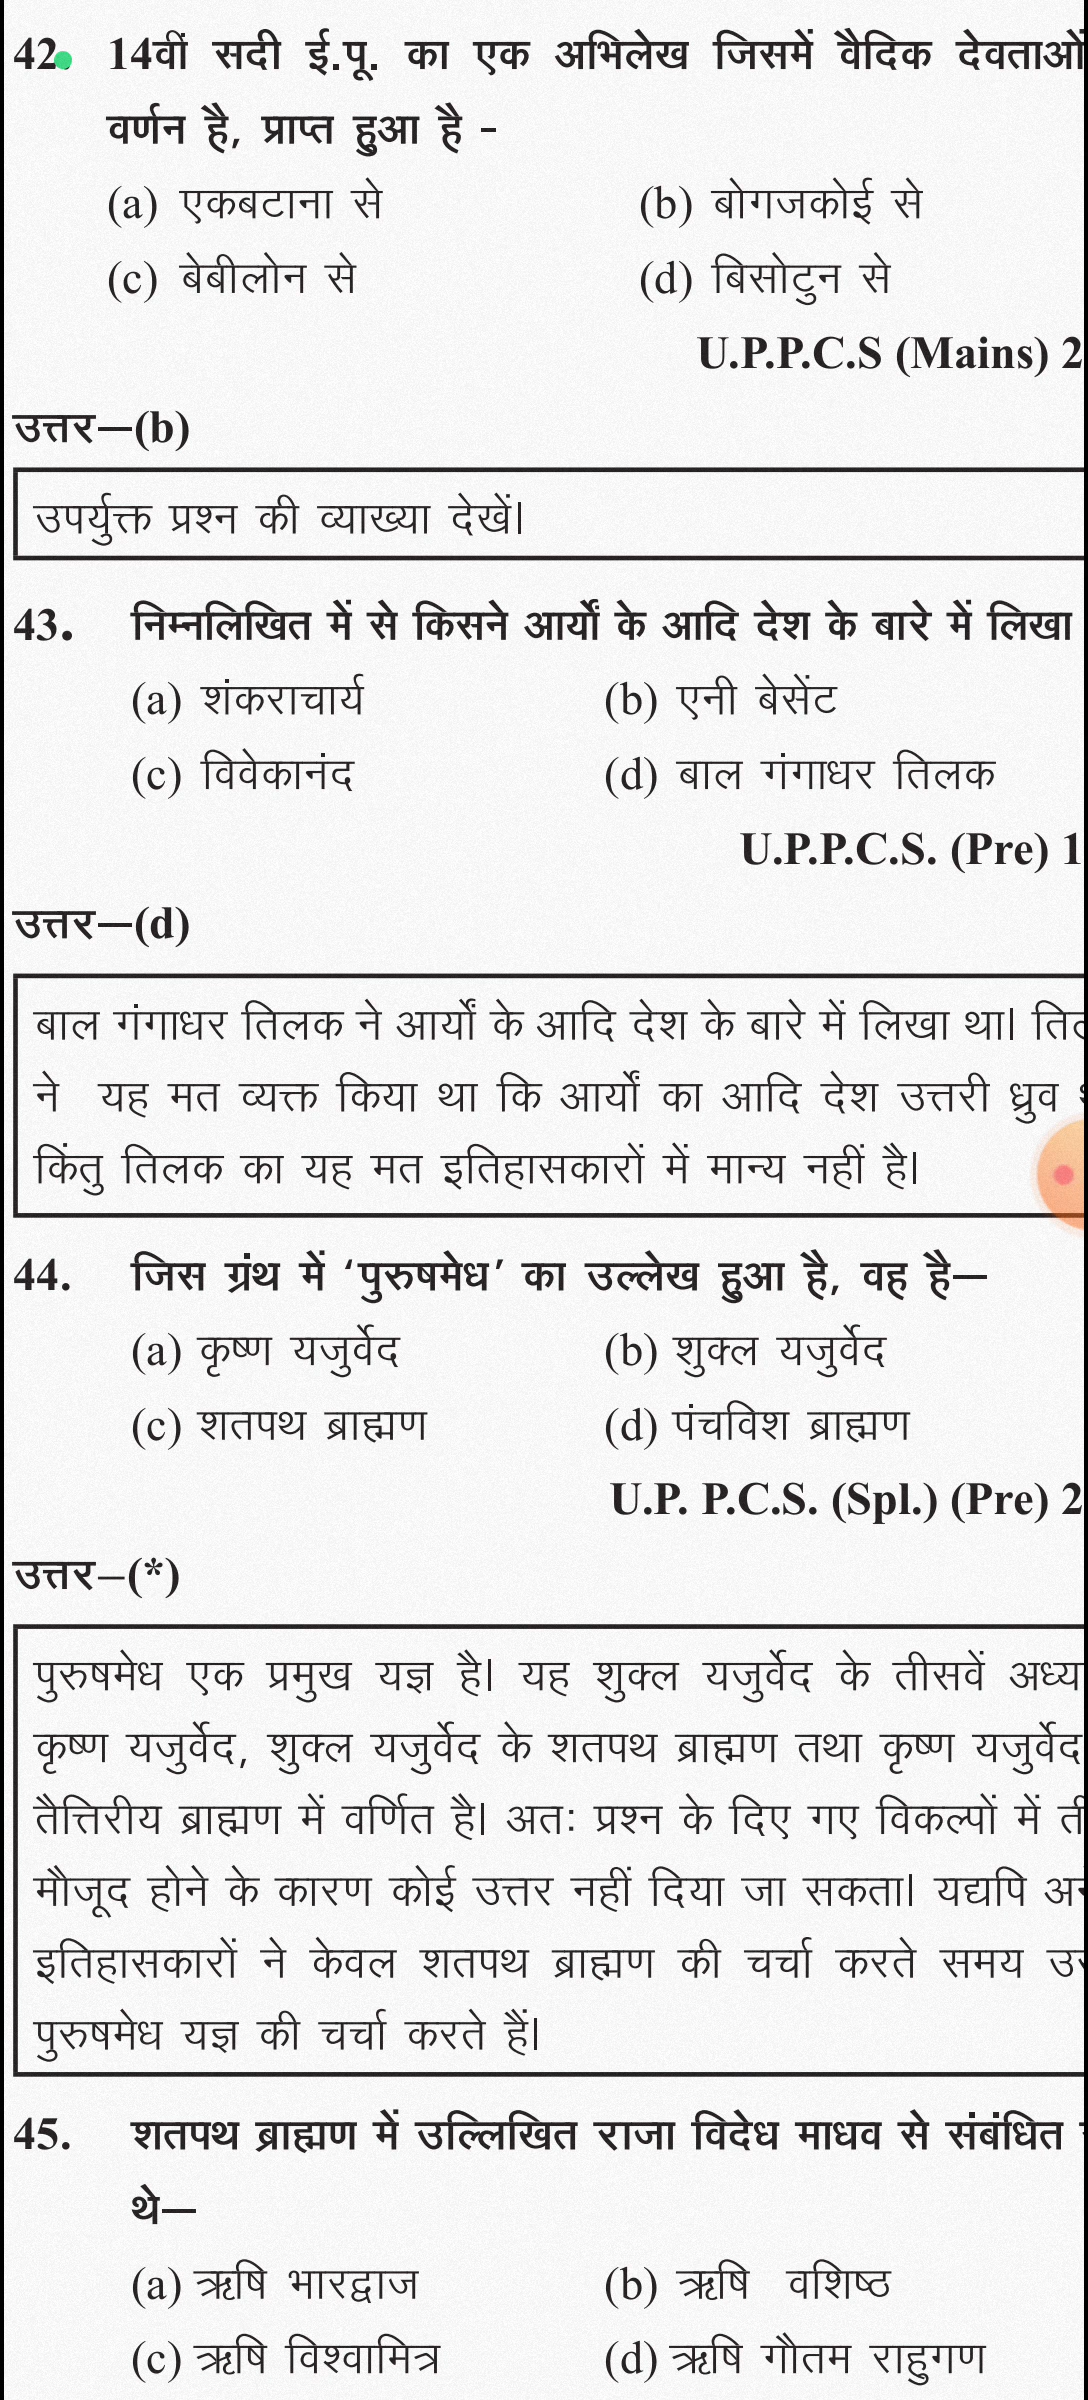 42. 14वीं सदी ई.पू. का एक अभिलेख जिसमें वैदिक देवताओं
वर्णन है, प्राप्त हुआ है -
(a) एकबटाना से (b) बोगजकोई से
(c) बेबीलोन से (d) बिसोटुन से
U.P.P.C.S (Mains) 2
उत्तर—(b)
उपर्युक्त प्रश्न की व्याख्या देखें।
43. निम्नलिखित में से किसने आर्यों के आदि देश के बारे में लिखा
(a) शंकराचार्य (b) एनी बेसेंट
(c) विवेकानंद (d) बाल गंगाधर तिलक
U.P.P.C.S. (Pre) 1
उत्तर—(d)
बाल गंगाधर तिलक ने आर्यों के आदि देश के बारे में लिखा था।
ने यह मत व्यक्त किया था कि आर्यों का आदि देश उत्तरी ध्रुव
किंतु तिलक का यह मत इतिहासकारों में मान्य नहीं है।
44. जिस ग्रंथ में ‘पुरुषमेध’ का उल्लेख हुआ है, वह है—
(a) कृष्ण यजुर्वेद (b) शुक्ल यजुर्वेद
(c) शतपथ ब्राह्मण (d) पंचविश ब्राह्मण
U.P. P.C.S. (Spl.) (Pre) 2
उत्तर–(*)
पुरुषमेध एक प्रमुख यज्ञ है। यह शुक्ल यजुर्वेद के तीसवें अध्य
कृष्ण यजुर्वेद, शुक्ल यजुर्वेद के शतपथ ब्राह्मण तथा कृष्ण यजुर्वेद
तैत्तिरीय ब्राह्मण में वर्णित है। अतः प्रश्न के दिए गए विकल्पों में ती
मौजूद होने के कारण कोई उत्तर नहीं दिया जा सकता। यद्यपि
इतिहासकारों ने केवल शतपथ ब्राह्मण की चर्चा करते समय
पुरुषमेध यज्ञ की चर्चा करते हैं।
45. शतपथ ब्राह्मण में उल्लिखित राजा विदेध माधव से संबंधित
थे—
(a) ऋषि भारद्वाज (b) ऋषि वशिष्ठ
(c) ऋषि विश्वामित्र (d) ऋषि गौतम राहुगण